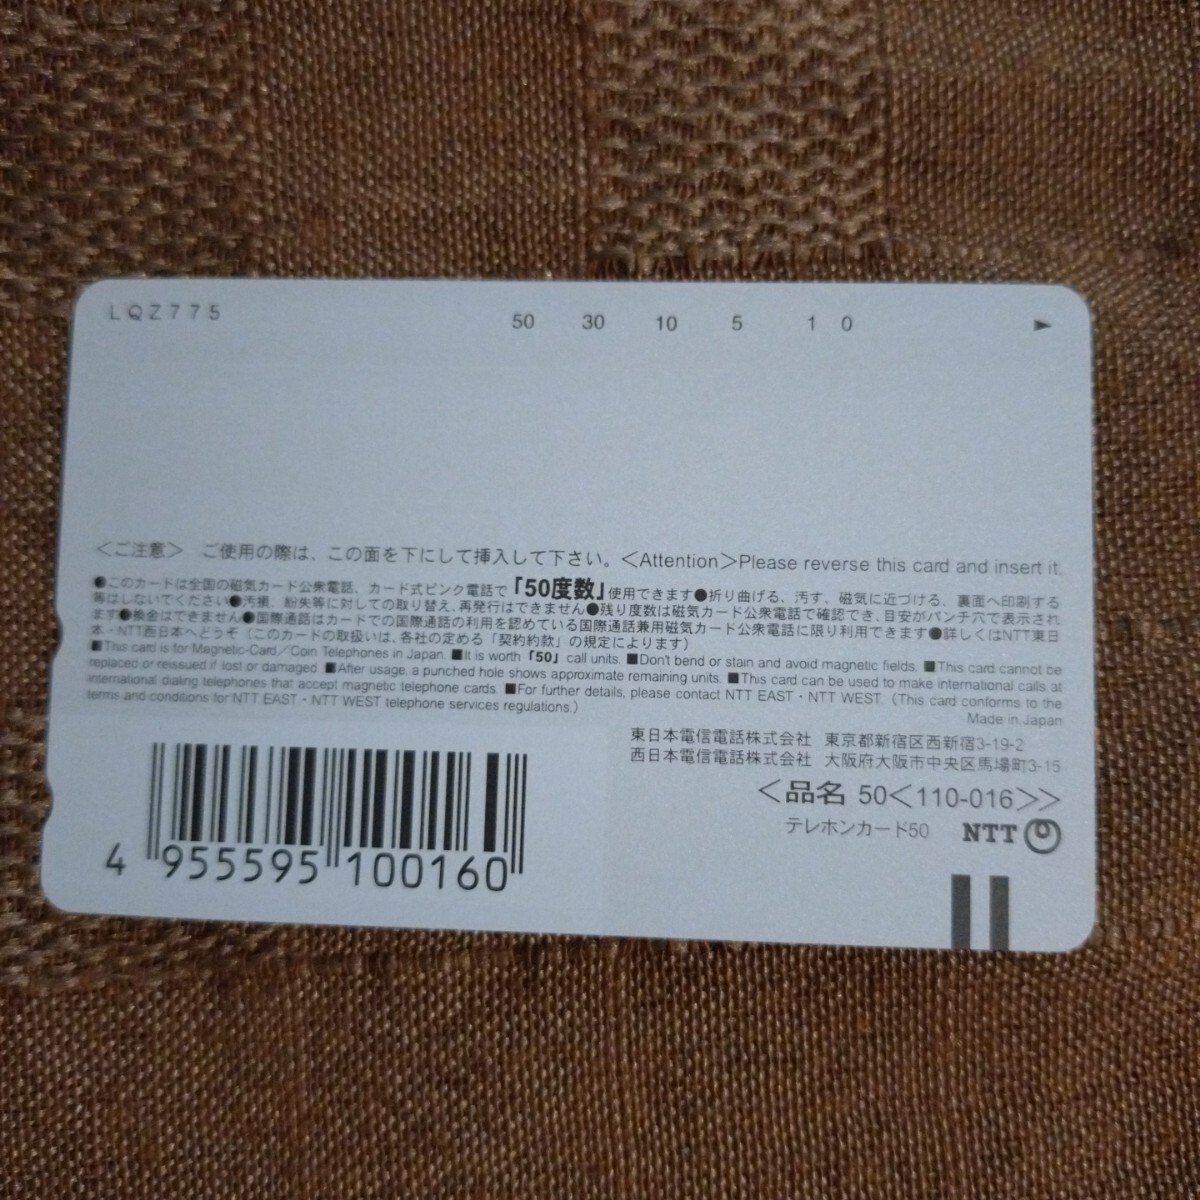 LQZ775
50 30 10 5 1 0
＜ご注意＞ ご使用の際は、この面を下にして挿入して下さい。＜Attention＞Please reverse this card and insert it.
●このカードは全国の磁気カード公衆電話、カード式ピンク電話で「50度数」使用できます●折り曲げる、汚す、磁気に近づける、裏面へ印刷する
等はしないでください●汚損、紛失等に対しての取り替え、再発行はできません●残り度数は磁気カード公衆電話で確認でき、目安がパンチ穴で表示され
ます●換金はできません●国際通話はカードでの国際通話の利用を認めている国際通話兼用磁気カード公衆電話に限り利用できます●詳しくはNTT東日
本・NTT西日本へどうぞ（このカードの取扱いは、各社の定める「契約約款」の規定によります）
■This card is for Magnetic-Card／Coin Telephones in Japan. ■It is worth「50」call units. ■Don't bend or stain and avoid magnetic fields. ■This card cannot be
replaced or reissued if lost or damaged. ■After usage, a punched hole shows approximate remaining units. ■This card can be used to make international calls at
international dialing telephones that accept magnetic telephone cards. ■For further details, please contact NTT EAST・NTT WEST.（This card conforms to the
terms and conditions for NTT EAST・NTT WEST telephone services regulations.）
Made in Japan
東日本電信電話株式会社 東京都新宿区西新宿3-19-2
西日本電信電話株式会社 大阪府大阪市中央区馬場町3-15
＜品名 50＜110-016＞＞
テレホンカード50 NTT
4 955595 100160